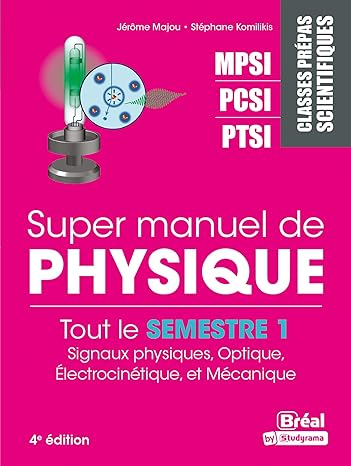 Jérôme Majou • Stéphane Komilikis
MPSI
PCSI
PTSI
CLASSES PRÉPAS
SCIENTIFIQUES
Super manuel de
PHYSIQUE
Tout le SEMESTRE 1
Signaux physiques, Optique,
Électrocinétique, et Mécanique
4e édition
Bréal
by Studyrama